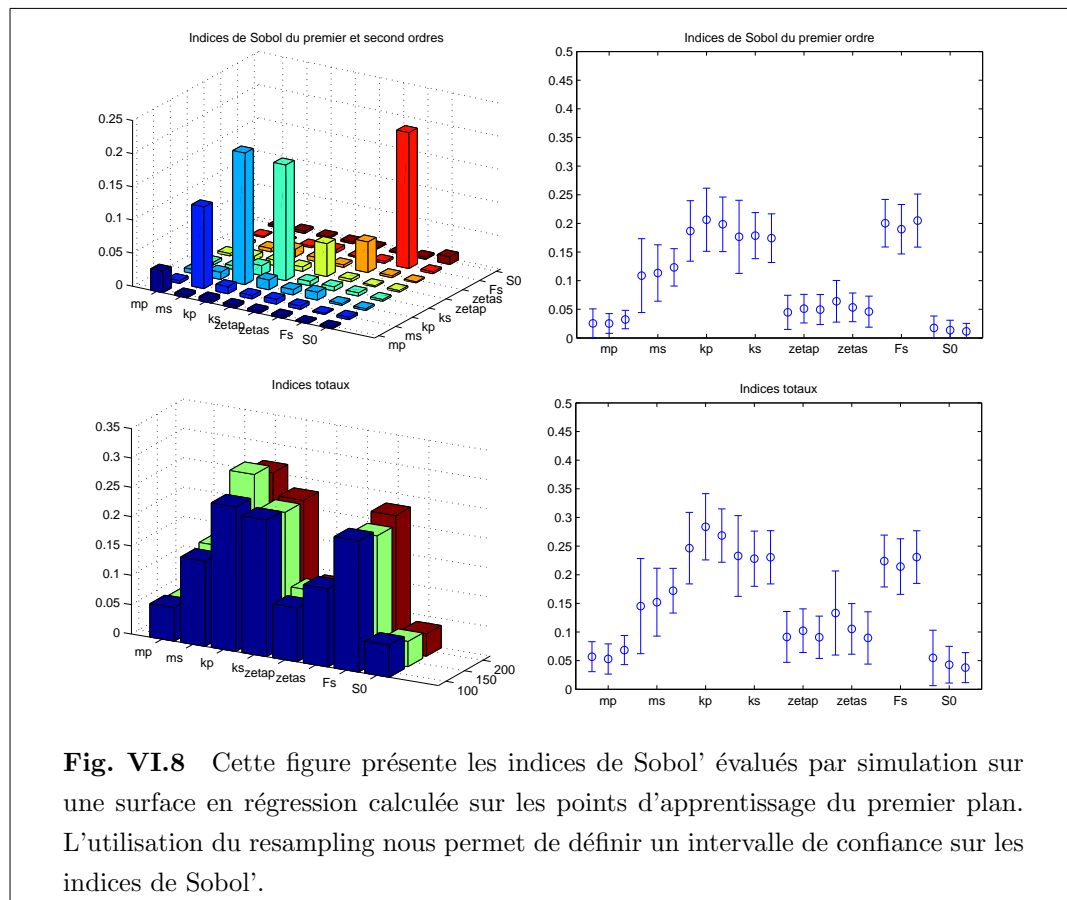 Indices de Sobol du premier et second ordres
0.25
0.2
0.15
0.1
0.05
0
mp
ms
kp
ks
zetap
zetas
Fs
S0
mp
ms
kp
ks
zetap
zetas
Fs
S0
Indices de Sobol du premier ordre
0.5
0.45
0.4
0.35
0.3
0.25
0.2
0.15
0.1
0.05
0
mp
ms
kp
ks
zetap
zetas
Fs
S0
Indices totaux
0.35
0.3
0.25
0.2
0.15
0.1
0.05
0
mp
ms
kp
ks
zetap
zetas
Fs
S0
100
150
200
Indices totaux
0.5
0.45
0.4
0.35
0.3
0.25
0.2
0.15
0.1
0.05
0
mp
ms
kp
ks
zetap
zetas
Fs
S0
Fig. VI.8 Cette figure présente les indices de Sobol' évalués par simulation sur
une surface en régression calculée sur les points d'apprentissage du premier plan.
L'utilisation du resampling nous permet de définir un intervalle de confiance sur les
indices de Sobol'.